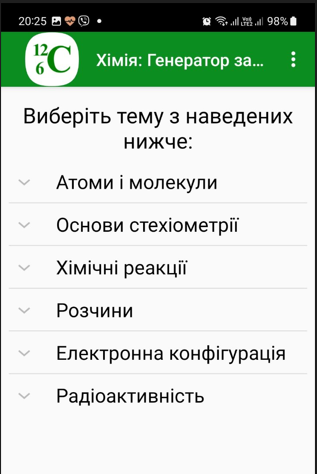 20:25
98%
12
6 C
Хімія: Генератор за...
Виберіть тему з наведених
нижче:
Атоми і молекули
Основи стехіометрії
Хімічні реакції
Розчини
Електронна конфігурація
Радіоактивність